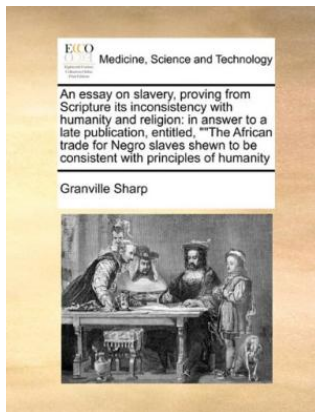 ECCO
Medicine, Science and Technology
An essay on slavery, proving from
Scripture its inconsistency with
humanity and religion: in answer to a
late publication, entitled, ""The African
trade for Negro slaves shewn to be
consistent with principles of humanity
Granville Sharp